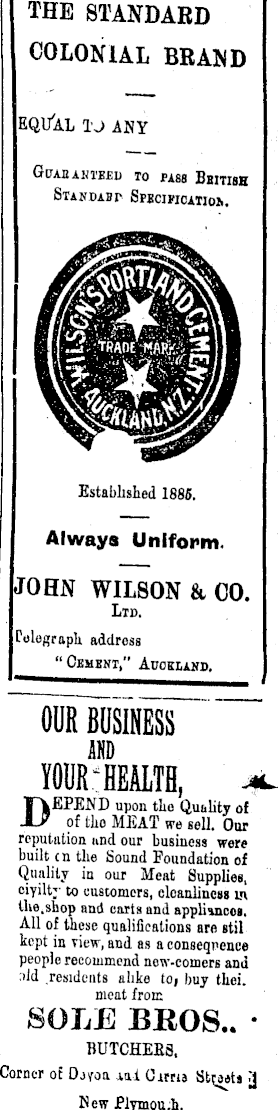 THE STANDARD
COLONIAL BRAND
EQUAL TO ANY
GUARANTEED TO PASS BRITISH
STANDARD SPECIFICATION.
WILSON'S PORTLAND CEMENT
TRADE MARK
AUCKLAND, N.Z.
Established 1885.
Always Uniform.
JOHN WILSON & CO.
LTD.
Telegraph address
"CEMENT," AUCKLAND.
OUR BUSINESS
AND
YOUR HEALTH,
DEPEND upon the Quality of
of the MEAT we sell. Our
reputation and our business were
built on the Sound Foundation of
Quality in our Meat Supplies,
civilty to customers, cleanliness in
the shop and carts and appliances.
All of these qualifications are stil
kept in view, and as a conseqrence
people recommend new-comers and
old residents alike to, buy thei.
meat from
SOLE BROS..
BUTCHERS,
Corner of Devon and Currie Streets
New Plymouth.